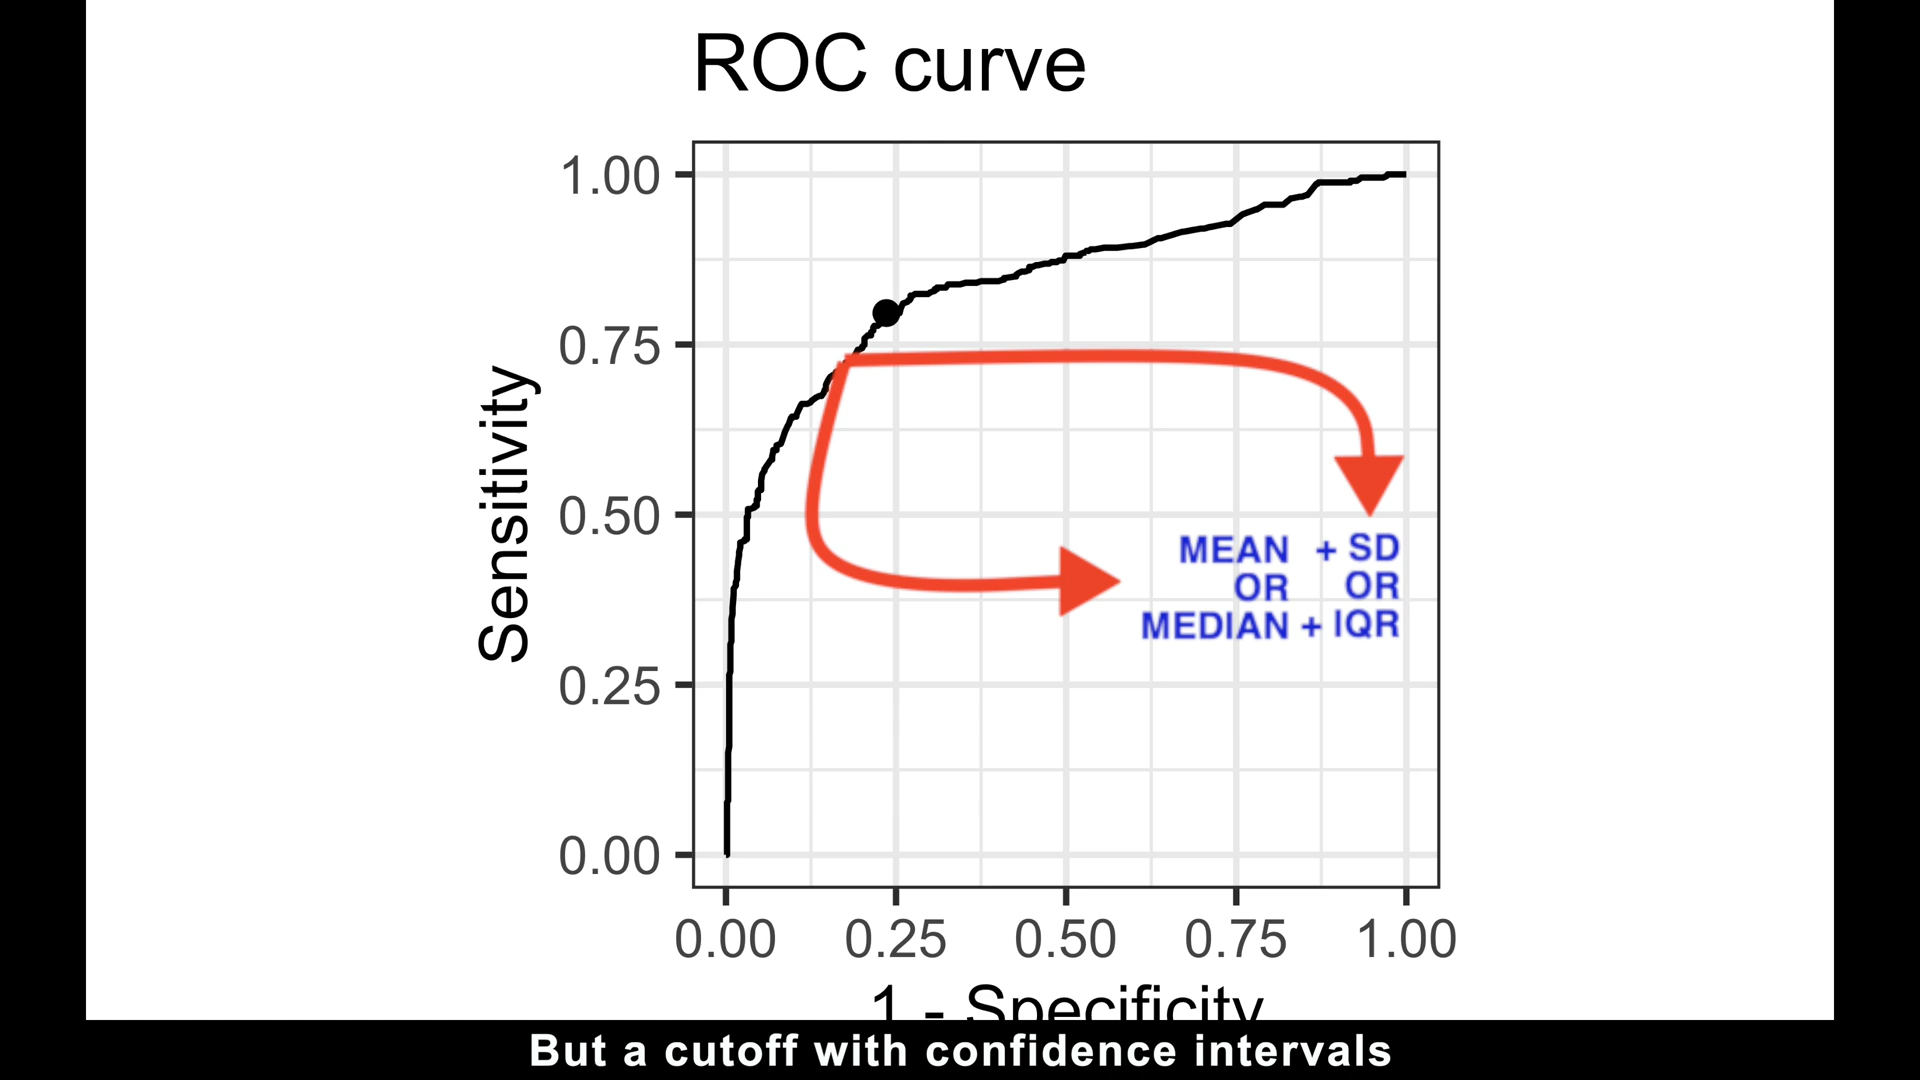 ROC curve
1.00
0.75
0.50
0.25
0.00
Sensitivity
MEAN + SD
OR OR
MEDIAN + IQR
0.00 0.25 0.50 0.75 1.00
1 - Specificity
But a cutoff with confidence intervals